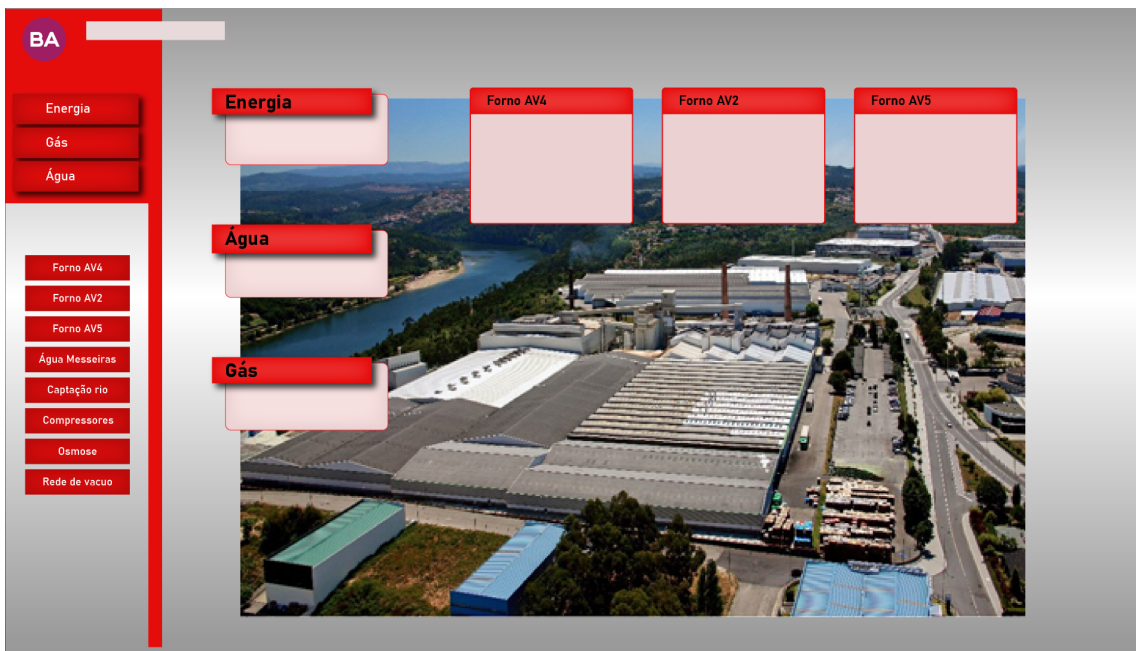 BA
Energia
Gás
Água
Forno AV4
Forno AV2
Forno AV5
Água Messeiras
Captação rio
Compressores
Osmose
Rede de vacuo
Energia
Água
Gás
Forno AV4
Forno AV2
Forno AV5